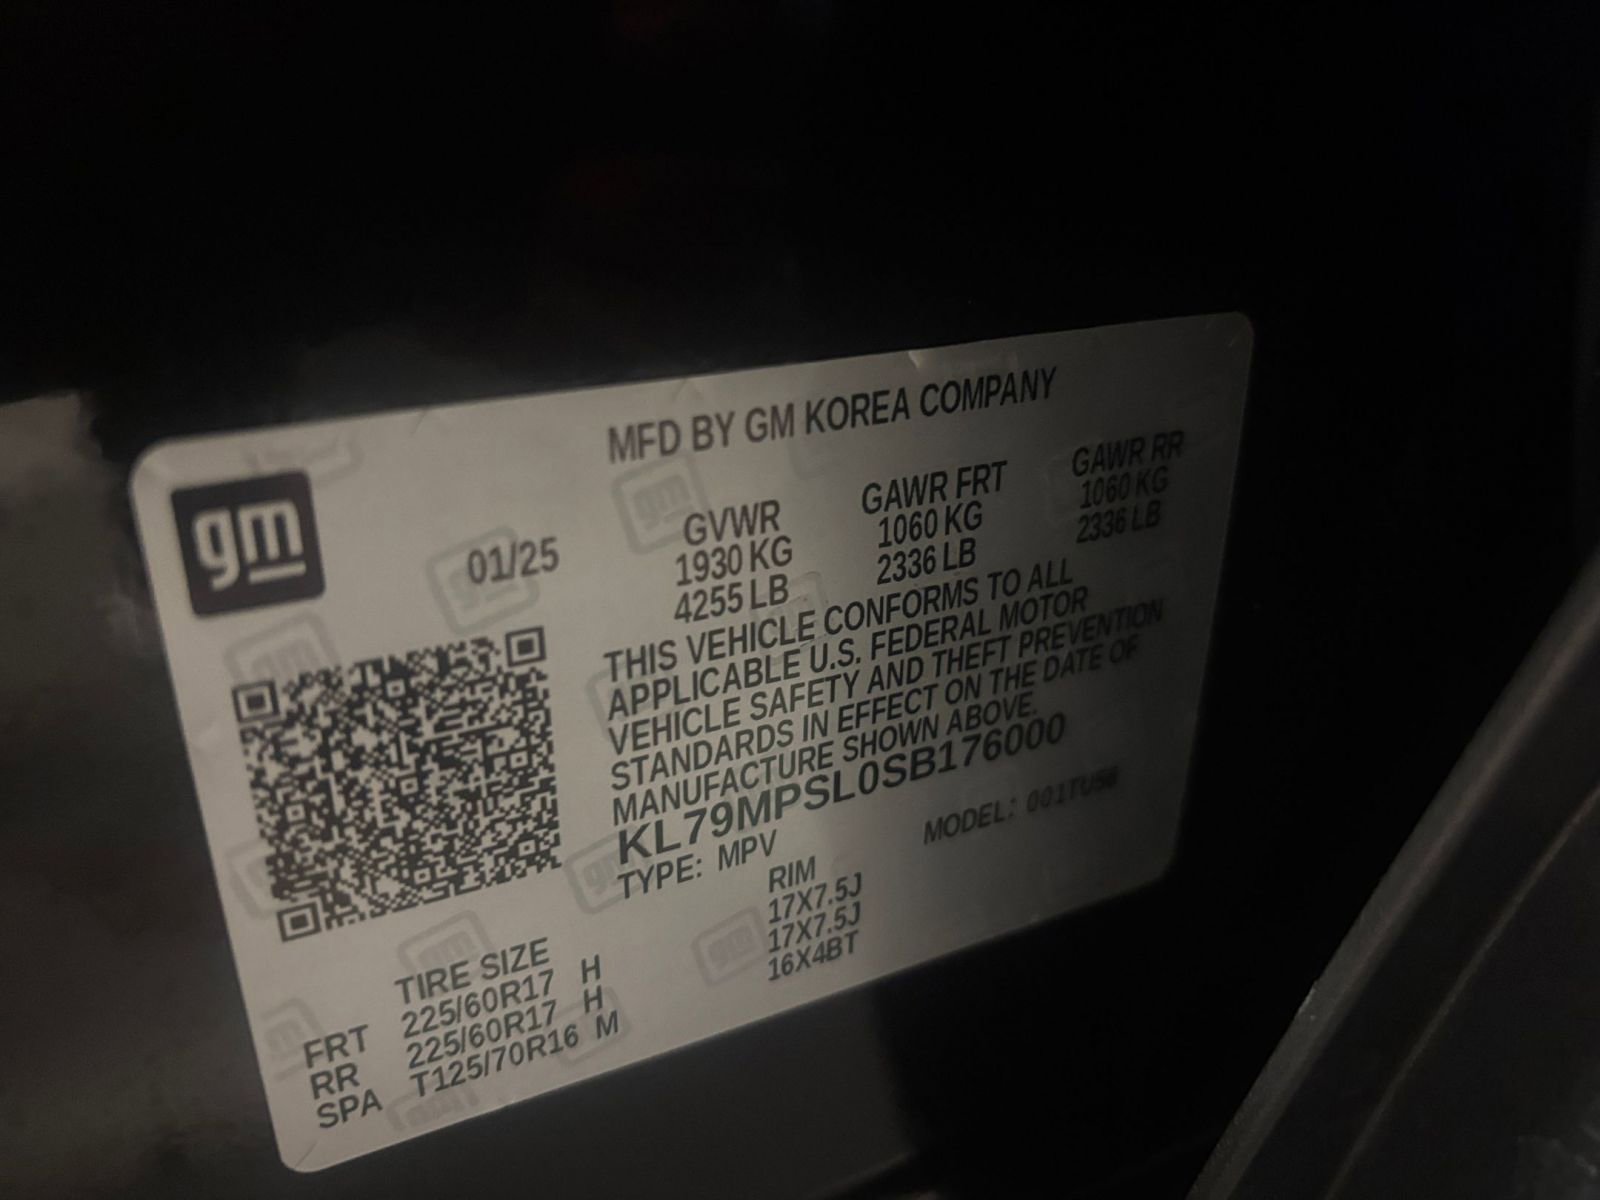 MFD BY GM KOREA COMPANY
gm
01/25
GVWR GAWR FRT GAWR RR
1930 KG 1060 KG 1060 KG
4255 LB 2336 LB 2336 LB
THIS VEHICLE CONFORMS TO ALL
APPLICABLE U.S. FEDERAL MOTOR
VEHICLE SAFETY AND THEFT PREVENTION
STANDARDS IN EFFECT ON THE DATE OF
MANUFACTURE SHOWN ABOVE.
KL79MPSL0SB176000
TYPE: MPV MODEL: 001TU56
TIRE SIZE RIM
FRT 225/60R17 H 17X7.5J
RR 225/60R17 H 17X7.5J
SPA T125/70R16 M 16X4BT